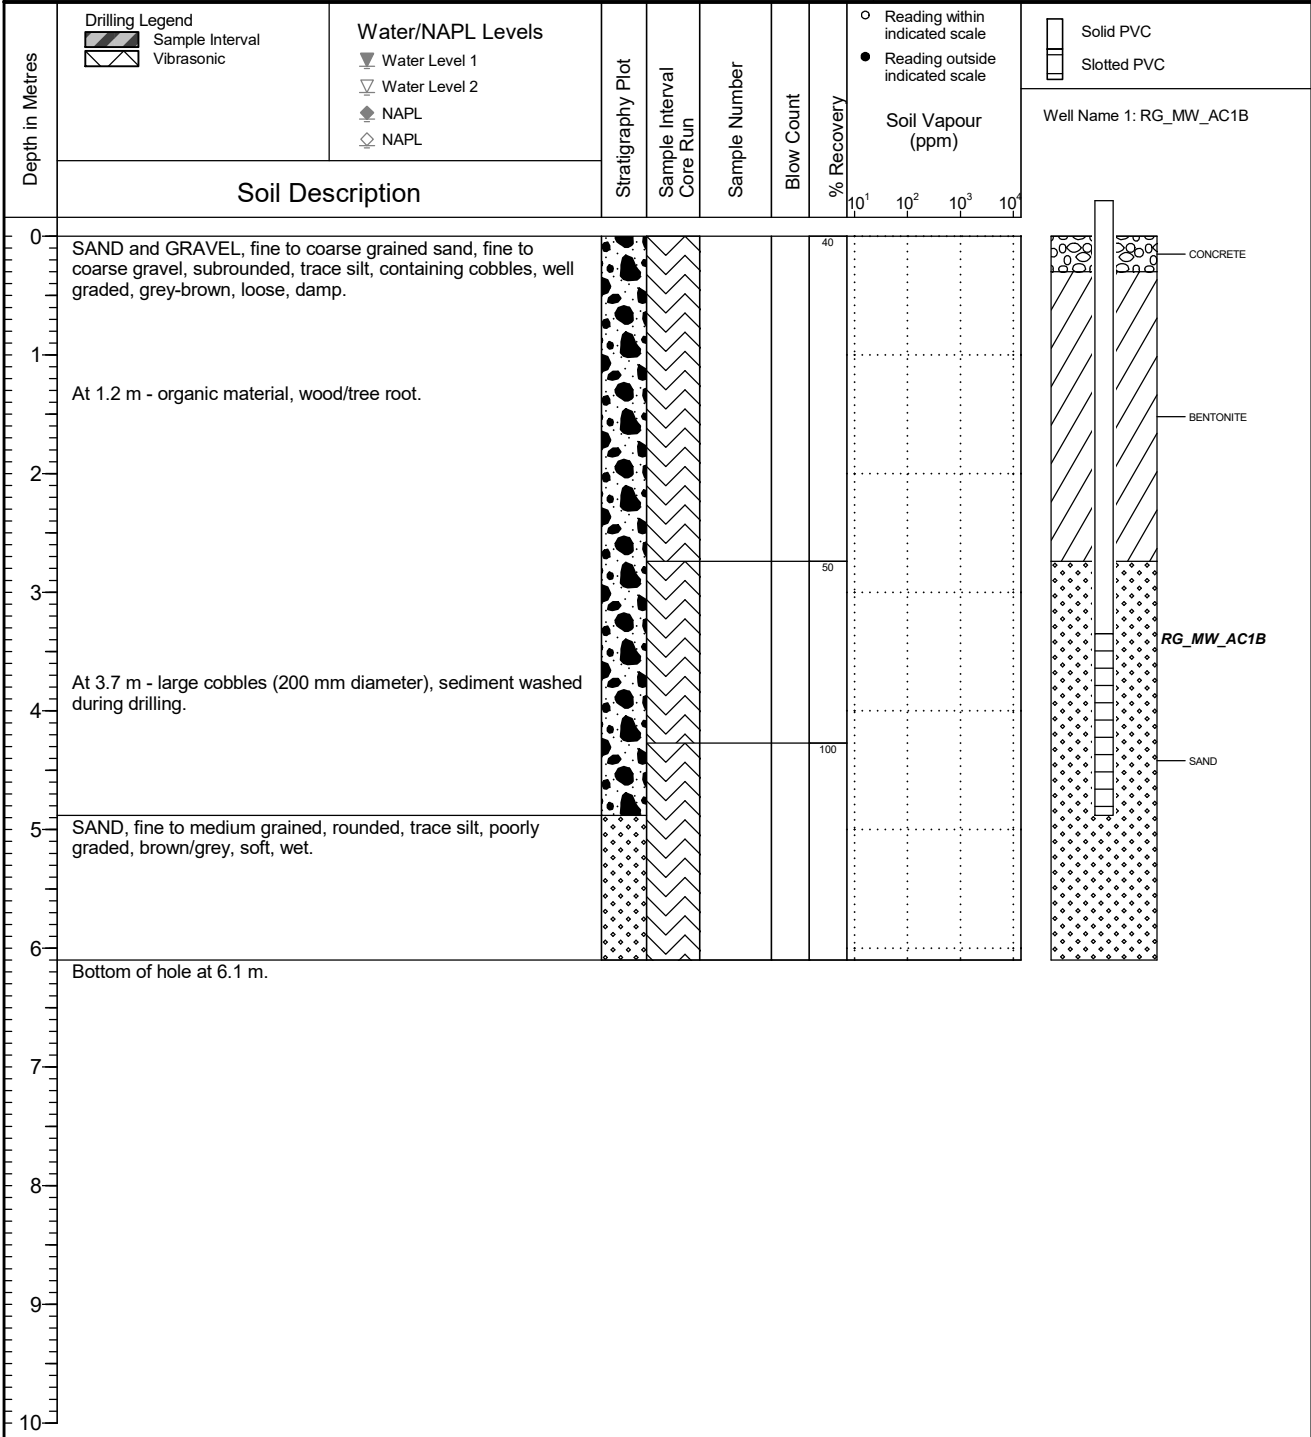 Drilling Legend
Sample Interval
Vibrasonic
Water/NAPL Levels
Water Level 1
Water Level 2
NAPL
NAPL
Depth in Metres
Soil Description
Stratigraphy Plot
Sample Interval
Core Run
Sample Number
Blow Count
% Recovery
Reading within
indicated scale
Reading outside
indicated scale
Soil Vapour
(ppm)
10¹ 10² 10³ 10⁴
Solid PVC
Slotted PVC
Well Name 1: RG_MW_AC1B
0
SAND and GRAVEL, fine to coarse grained sand, fine to
coarse gravel, subrounded, trace silt, containing cobbles, well
graded, grey-brown, loose, damp.
40
CONCRETE
1
At 1.2 m - organic material, wood/tree root.
BENTONITE
2
50
3
RG_MW_AC1B
At 3.7 m - large cobbles (200 mm diameter), sediment washed
during drilling.
4
100
SAND
5
SAND, fine to medium grained, rounded, trace silt, poorly
graded, brown/grey, soft, wet.
6
Bottom of hole at 6.1 m.
7
8
9
10